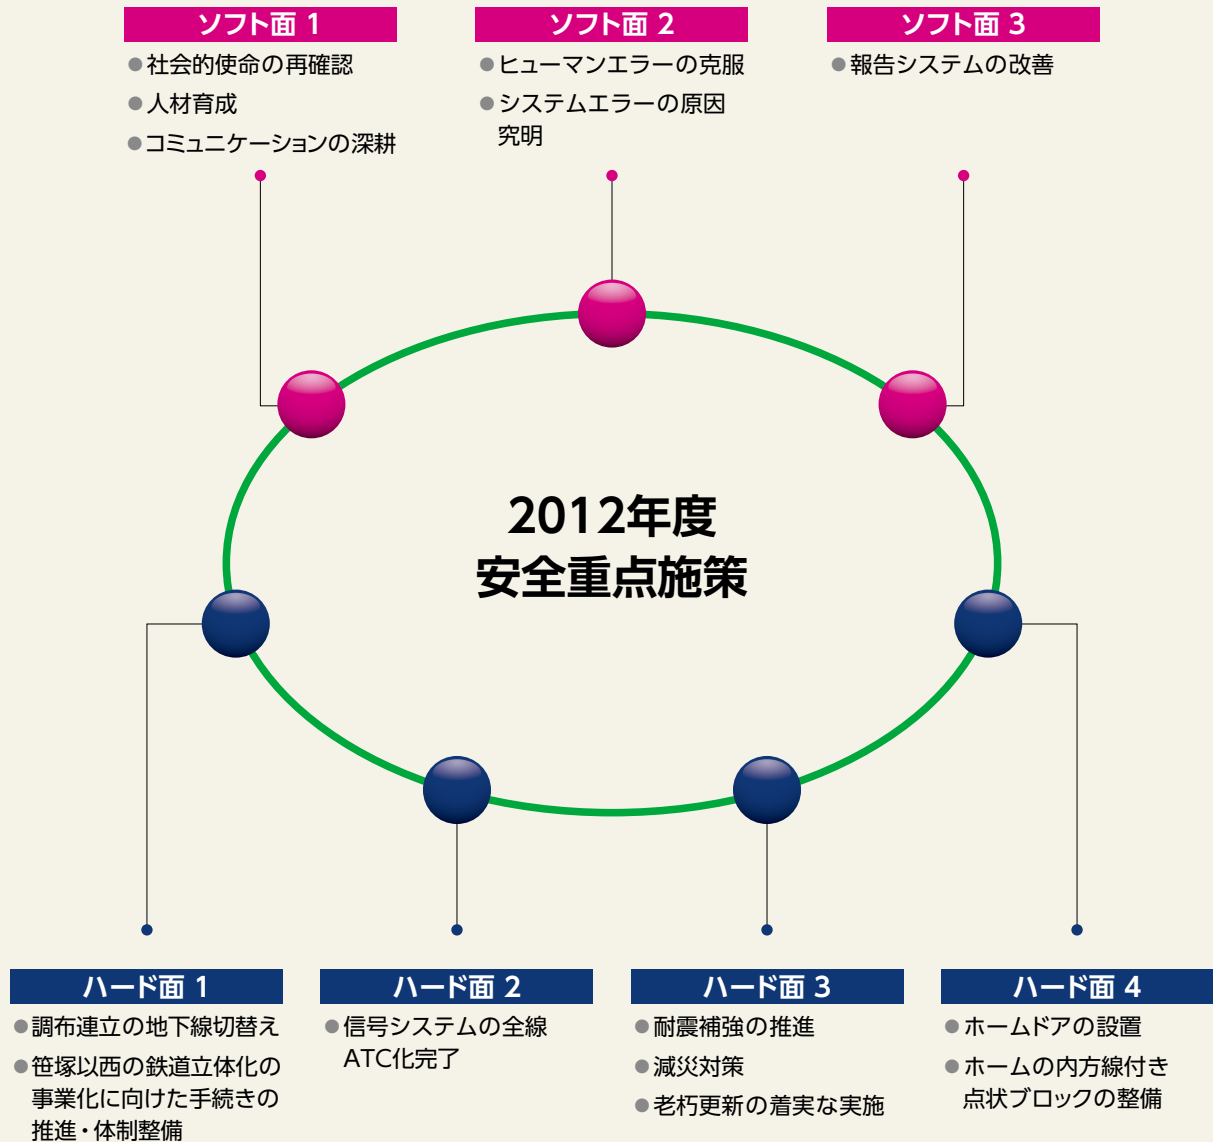 ソフト面 1
●社会的使命の再確認
●人材育成
●コミュニケーションの深耕
ソフト面 2
●ヒューマンエラーの克服
●システムエラーの原因
究明
ソフト面 3
●報告システムの改善
2012年度
安全重点施策
ハード面 1
●調布連立の地下線切替え
●笹塚以西の鉄道立体化の
事業化に向けた手続きの
推進・体制整備
ハード面 2
●信号システムの全線
ATC化完了
ハード面 3
●耐震補強の推進
●減災対策
●老朽更新の着実な実施
ハード面 4
●ホームドアの設置
●ホームの内方線付き
点状ブロックの整備